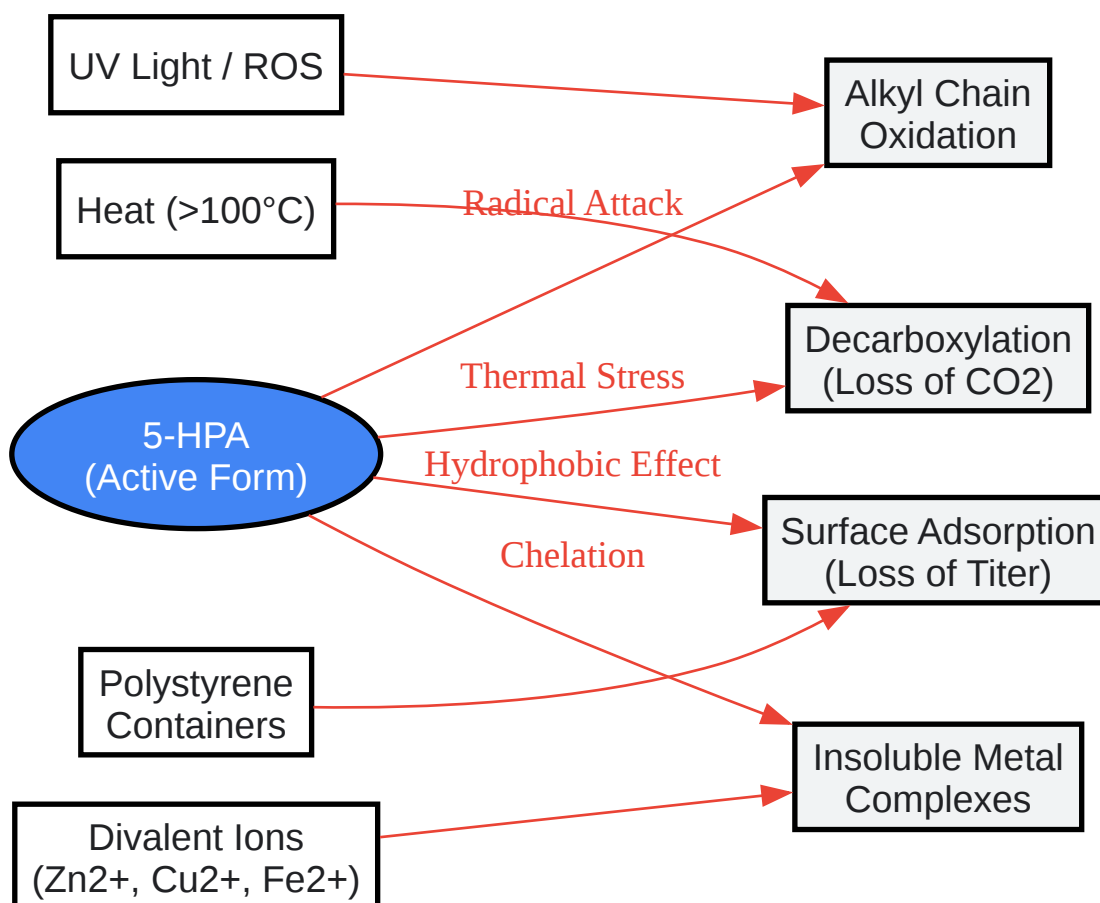 UV Light / ROS
Alkyl Chain
Oxidation
Heat (>100°C)
Radical Attack
Decarboxylation
(Loss of CO2)
Thermal Stress
5-HPA
(Active Form)
Hydrophobic Effect
Surface Adsorption
(Loss of Titer)
Chelation
Polystyrene
Containers
Insoluble Metal
Complexes
Divalent Ions
(Zn2+, Cu2+, Fe2+)